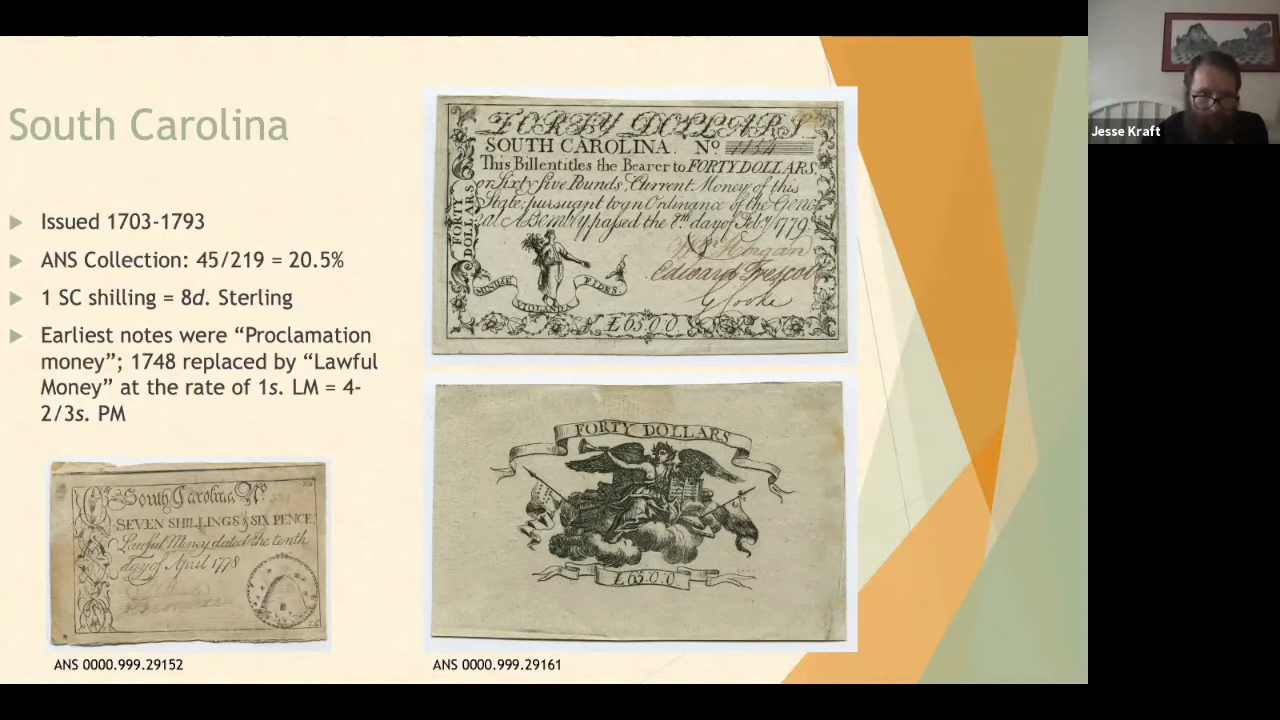 South Carolina
Issued 1703-1793
ANS Collection: 45/219 = 20.5%
1 SC shilling = 8d. Sterling
Earliest notes were “Proclamation
money”; 1748 replaced by “Lawful
Money” at the rate of 1s. LM = 4-
2/3s. PM
South Carolina, No
SEVEN SHILLINGS & SIX PENCE,
Lawful Money dated the tenth
day of April 1778
ANS 0000.999.29152
FORTY DOLLARS
SOUTH CAROLINA. No
This Bill entitles the Bearer to FORTY DOLLARS,
or Sixty five Pounds, Current Money of this
State, pursuant to an Ordinance of the Gene-
ral Assembly, passed the 8th. day of Feby. 1779.
FORTY
DOLLARS
Morgan
Edward Trescot
G Cooke
£65.0.0
FORTY DOLLARS
£65.0.0
ANS 0000.999.29161
Jesse Kraft